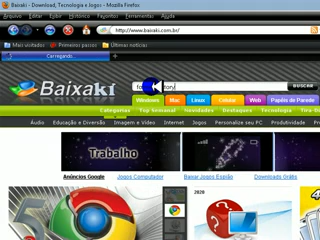 Baixaki - Download, Tecnologia e Jogos - Mozilla Firefox
Arquivo Editar Exibir Histórico Favoritos Ferramentas Ajuda
http://www.baixaki.com.br/
Mais visitados Primeiros passos Últimas notícias
Carregando...
Baixaki
BUSCAR
Windows Mac Linux Celular Web Papéis de Parede
Categorias Top Semanal Novidades Destaques Tecnologia
Áudio Educação e Diversão Imagem e Vídeo Internet Jogos Personalize seu PC Produtividade
Trabalho
Anúncios Google Jogos Computador Baixar Jogos Espião Downloads Grátis
2020